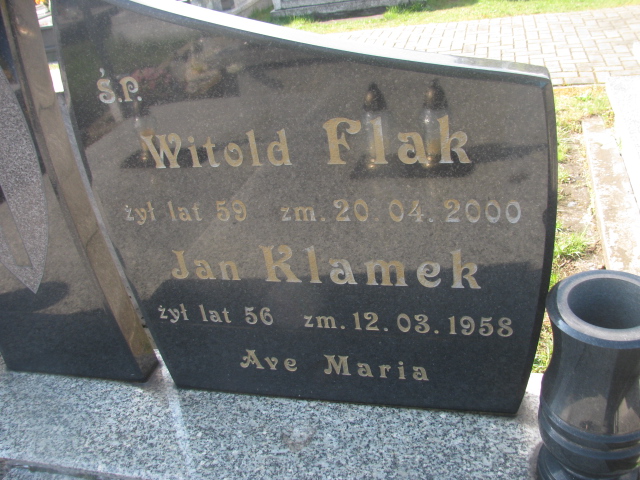 Ś.P.
Witold Flak
żył lat 59 zm. 20. 04. 2000
Jan Klamek
żył lat 56 zm. 12. 03. 1958
Ave Maria